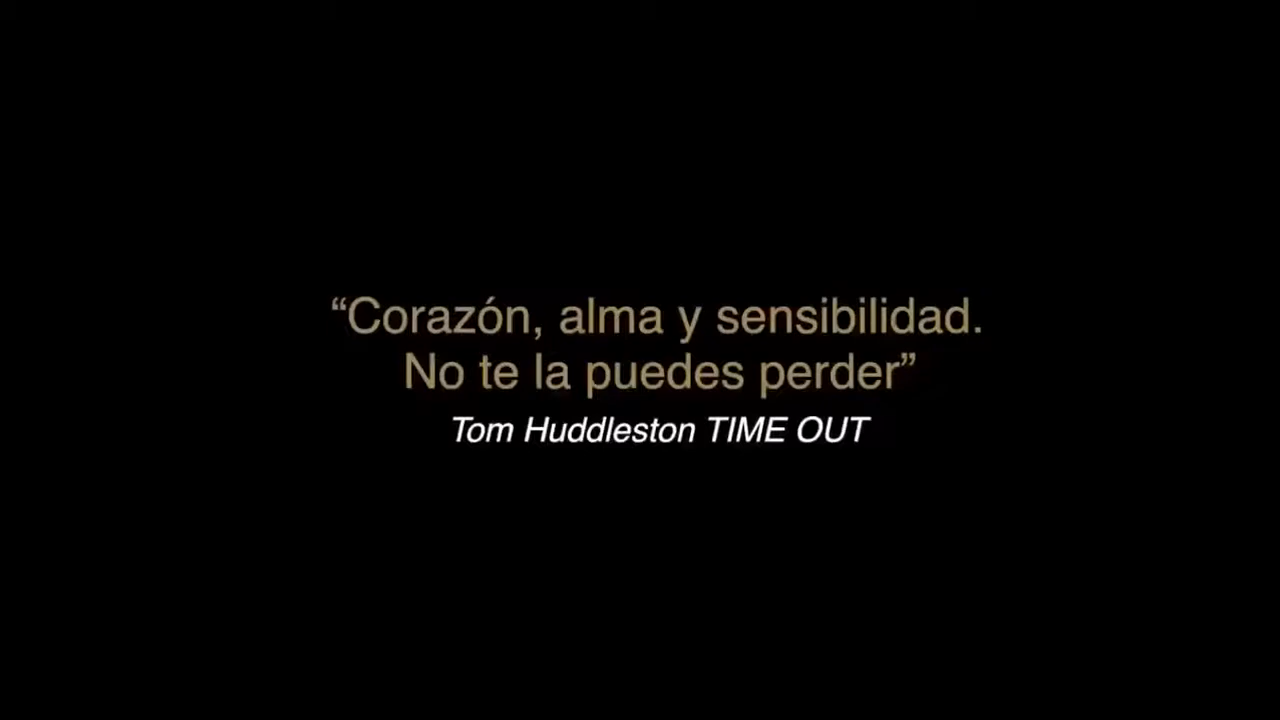 “Corazón, alma y sensibilidad.
No te la puedes perder”
Tom Huddleston TIME OUT